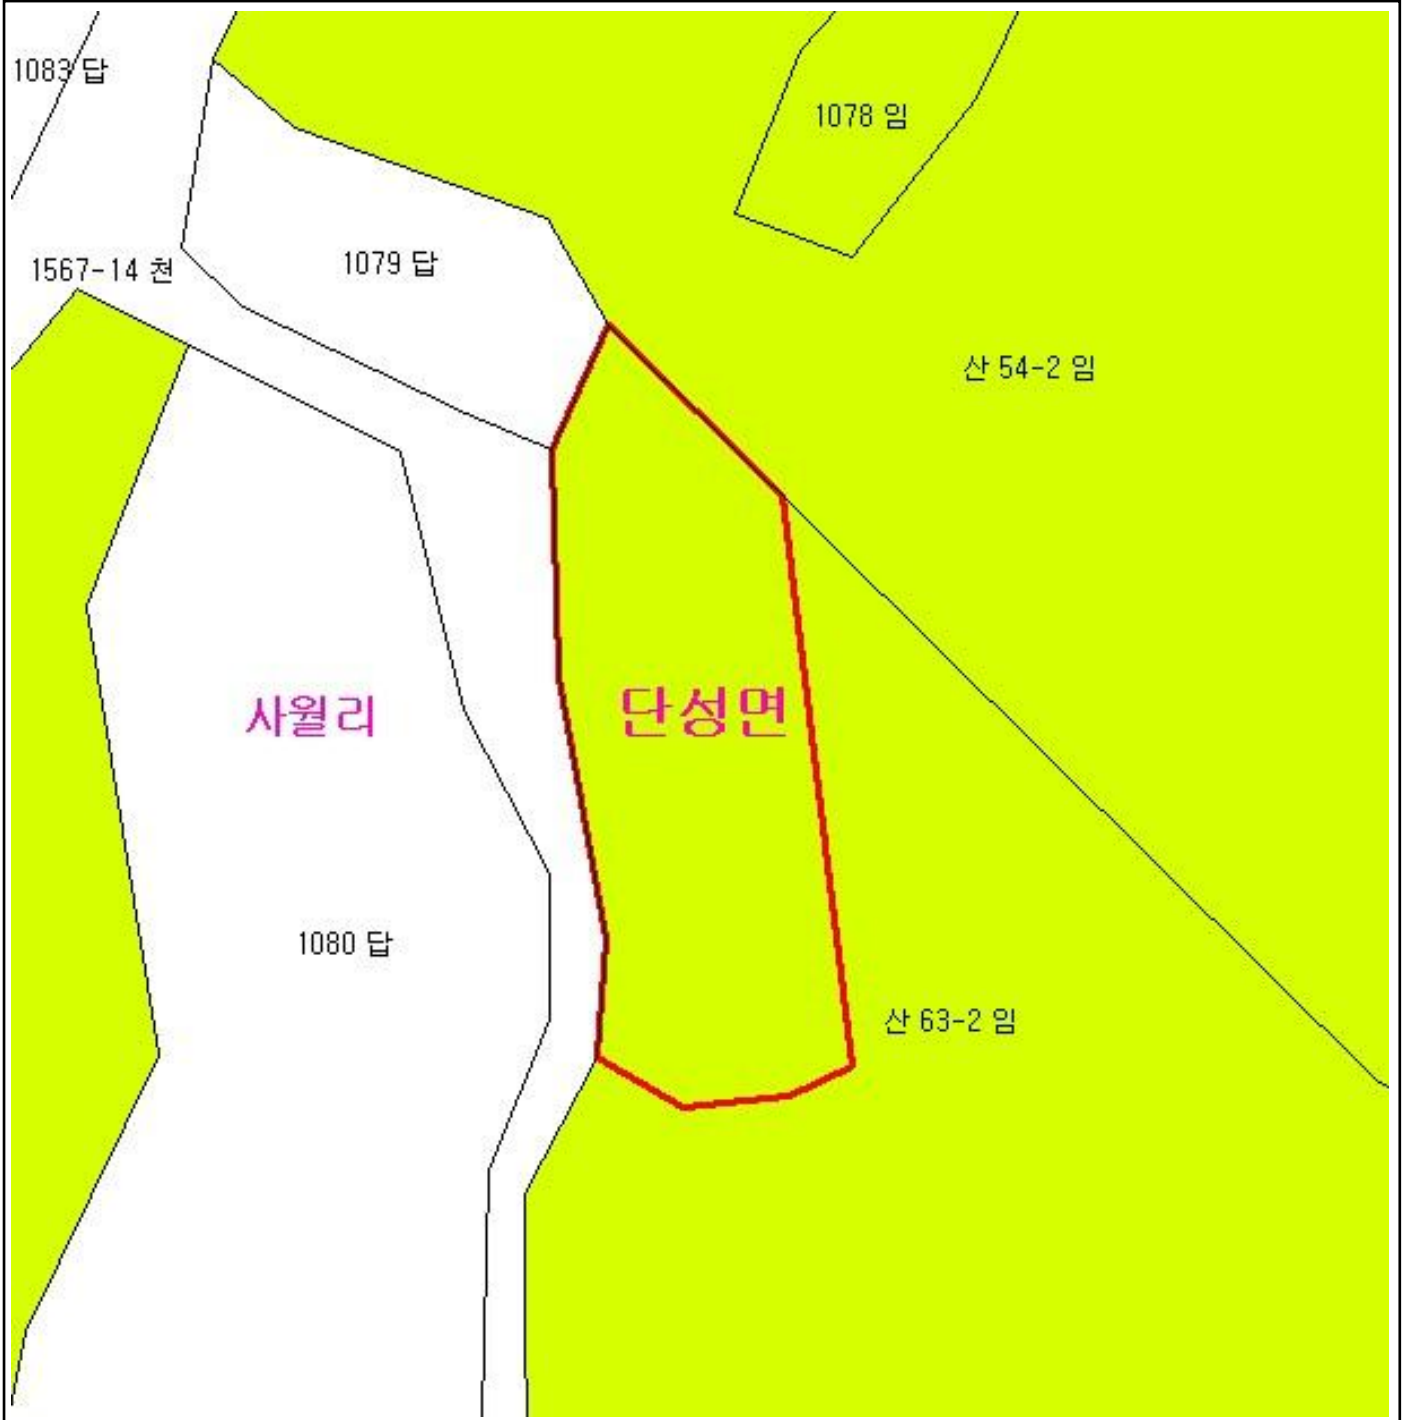 1083 답
1078 임
1079 답
1567-14 천
산 54-2 임
사월리
단성면
1080 답
산 63-2 임